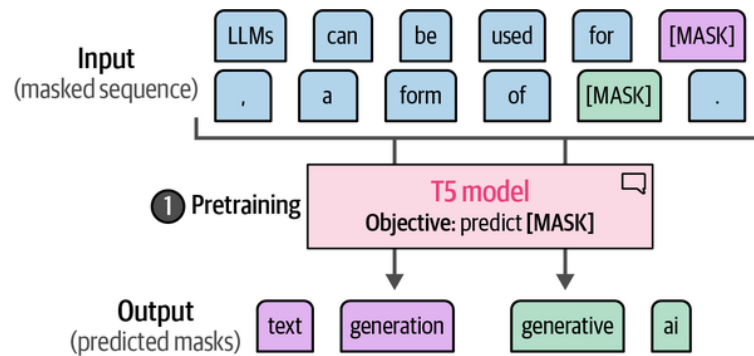 LLMs can be used for [MASK]
Input
(masked sequence)
, a form of [MASK] .
T5 model
1 Pretraining
Objective: predict [MASK]
Output
(predicted masks)
text generation generative ai